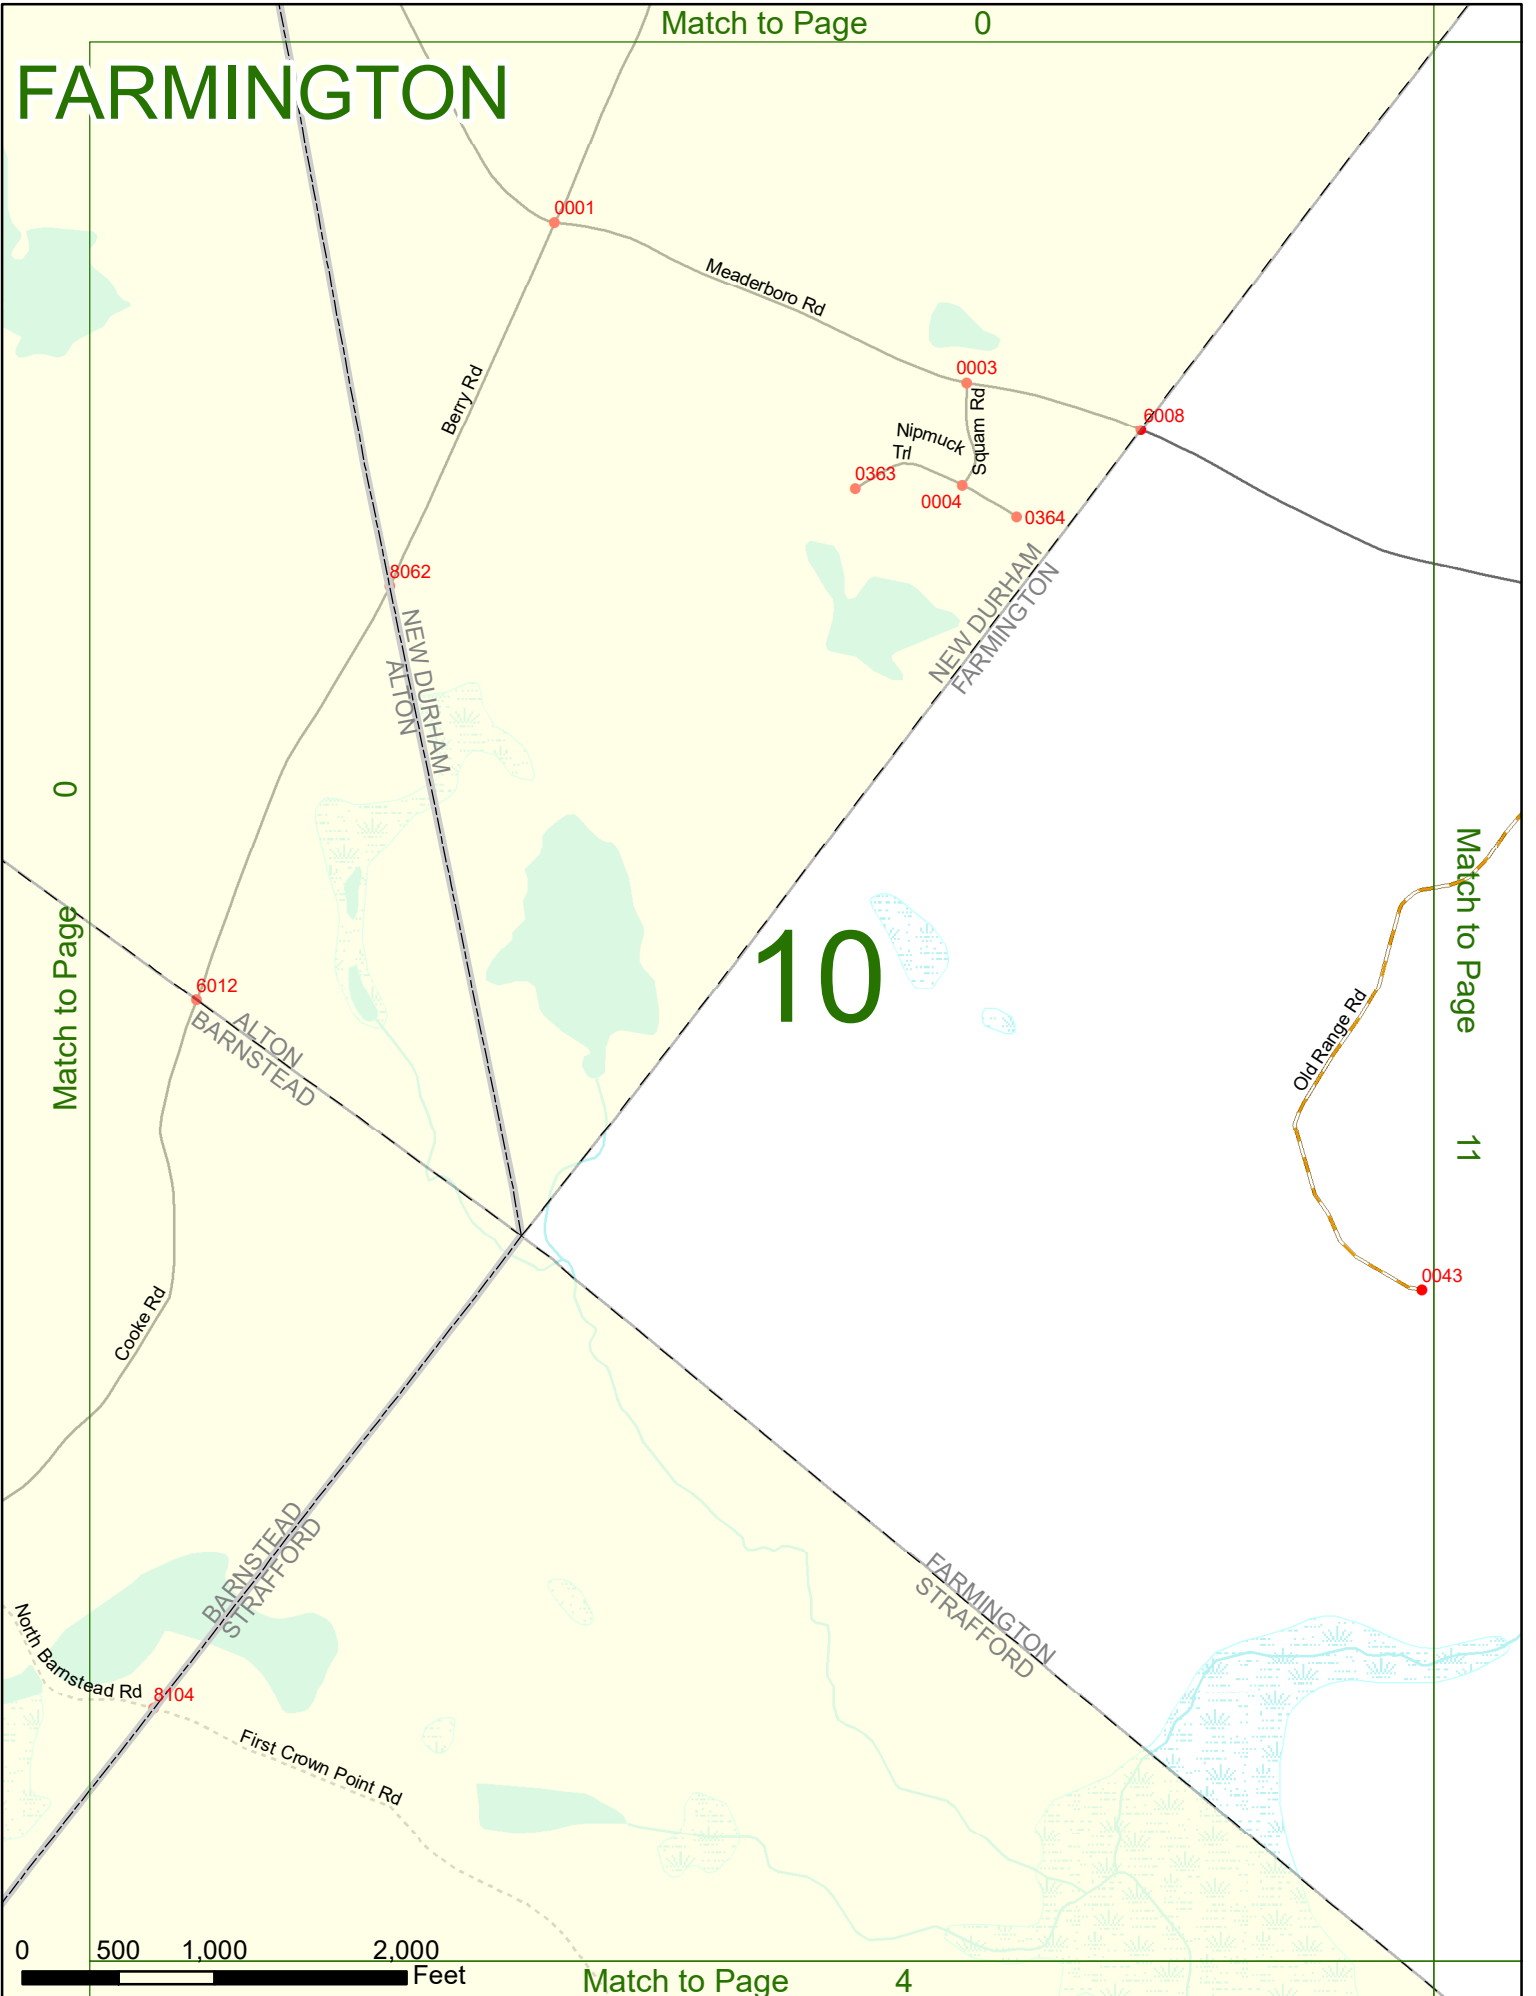 Match to Page 0
FARMINGTON
0001
Meaderboro Rd
0003
Berry Rd
6008
Squam Rd
Nipmuck
Trl
0363
0004
0364
8062
NEW DURHAM
FARMINGTON
NEW DURHAM
ALTON
0
Match to Page
Match to Page
11
10
6012
ALTON
BARNSTEAD
Old Range Rd
0043
Cooke Rd
BARNSTEAD
STRAFFORD
FARMINGTON
STRAFFORD
North Barnstead Rd
8104
First Crown Point Rd
0 500 1,000 2,000
Feet
Match to Page 4